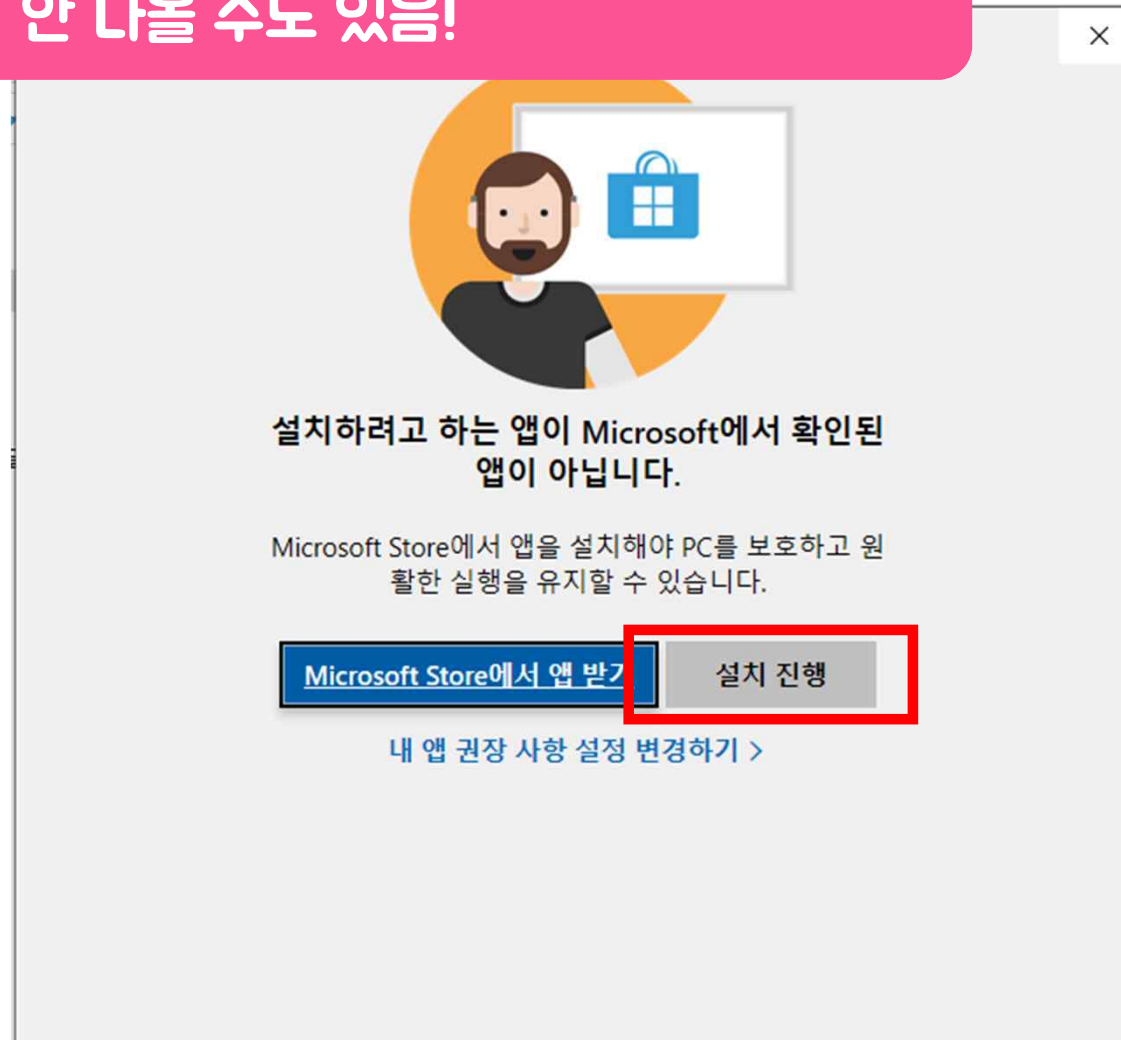 안 나올 수도 있음!
설치하려고 하는 앱이 Microsoft에서 확인된
앱이 아닙니다.
Microsoft Store에서 앱을 설치해야 PC를 보호하고 원
활한 실행을 유지할 수 있습니다.
Microsoft Store에서 앱 받기
설치 진행
내 앱 권장 사항 설정 변경하기 >